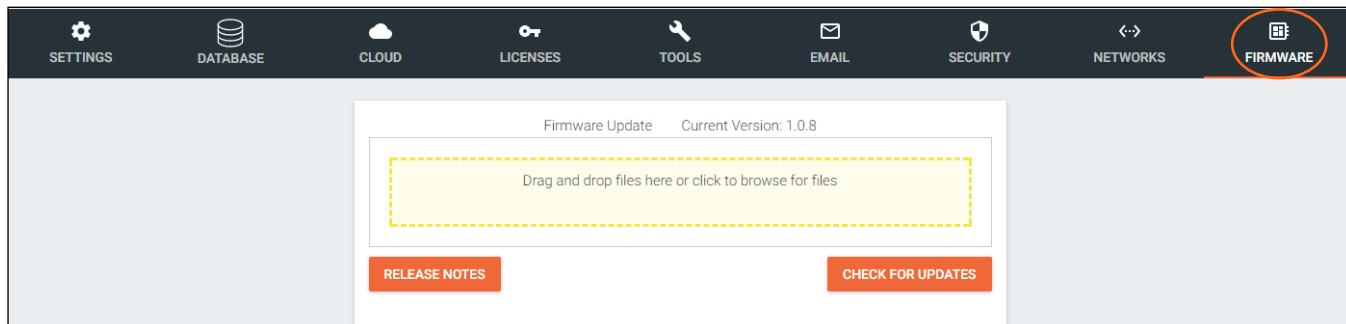 SETTINGS DATABASE CLOUD LICENSES TOOLS EMAIL SECURITY NETWORKS FIRMWARE
Firmware Update Current Version: 1.0.8
Drag and drop files here or click to browse for files
RELEASE NOTES CHECK FOR UPDATES